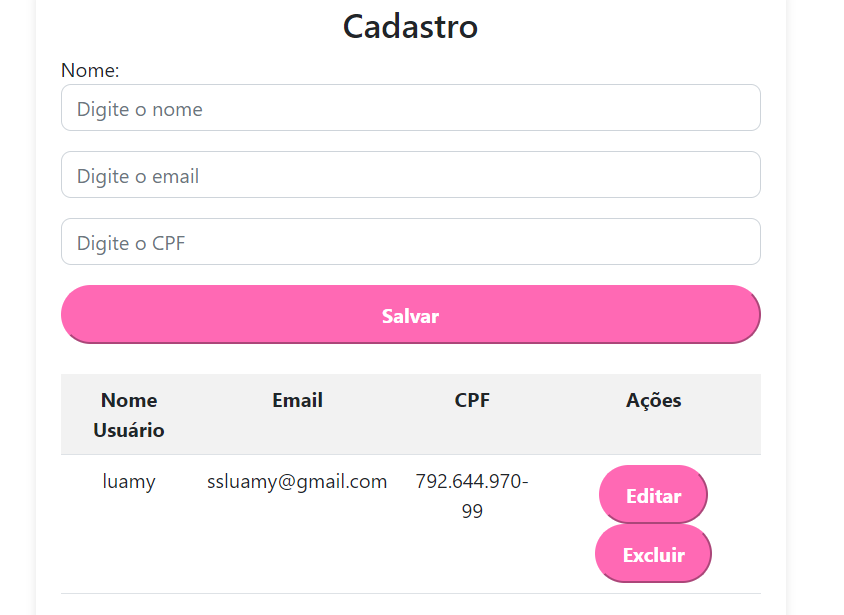 Cadastro
Nome:
Digite o nome
Digite o email
Digite o CPF
Salvar
Nome Email CPF Ações
Usuário
luamy ssluamy@gmail.com 792.644.970- Editar
99
Excluir